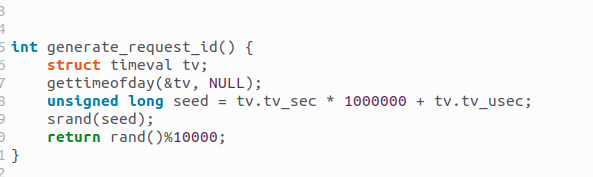 3
4
5 int generate_request_id() {
6     struct timeval tv;
7     gettimeofday(&tv, NULL);
8     unsigned long seed = tv.tv_sec * 1000000 + tv.tv_usec;
9     srand(seed);
0     return rand()%10000;
1 }
2